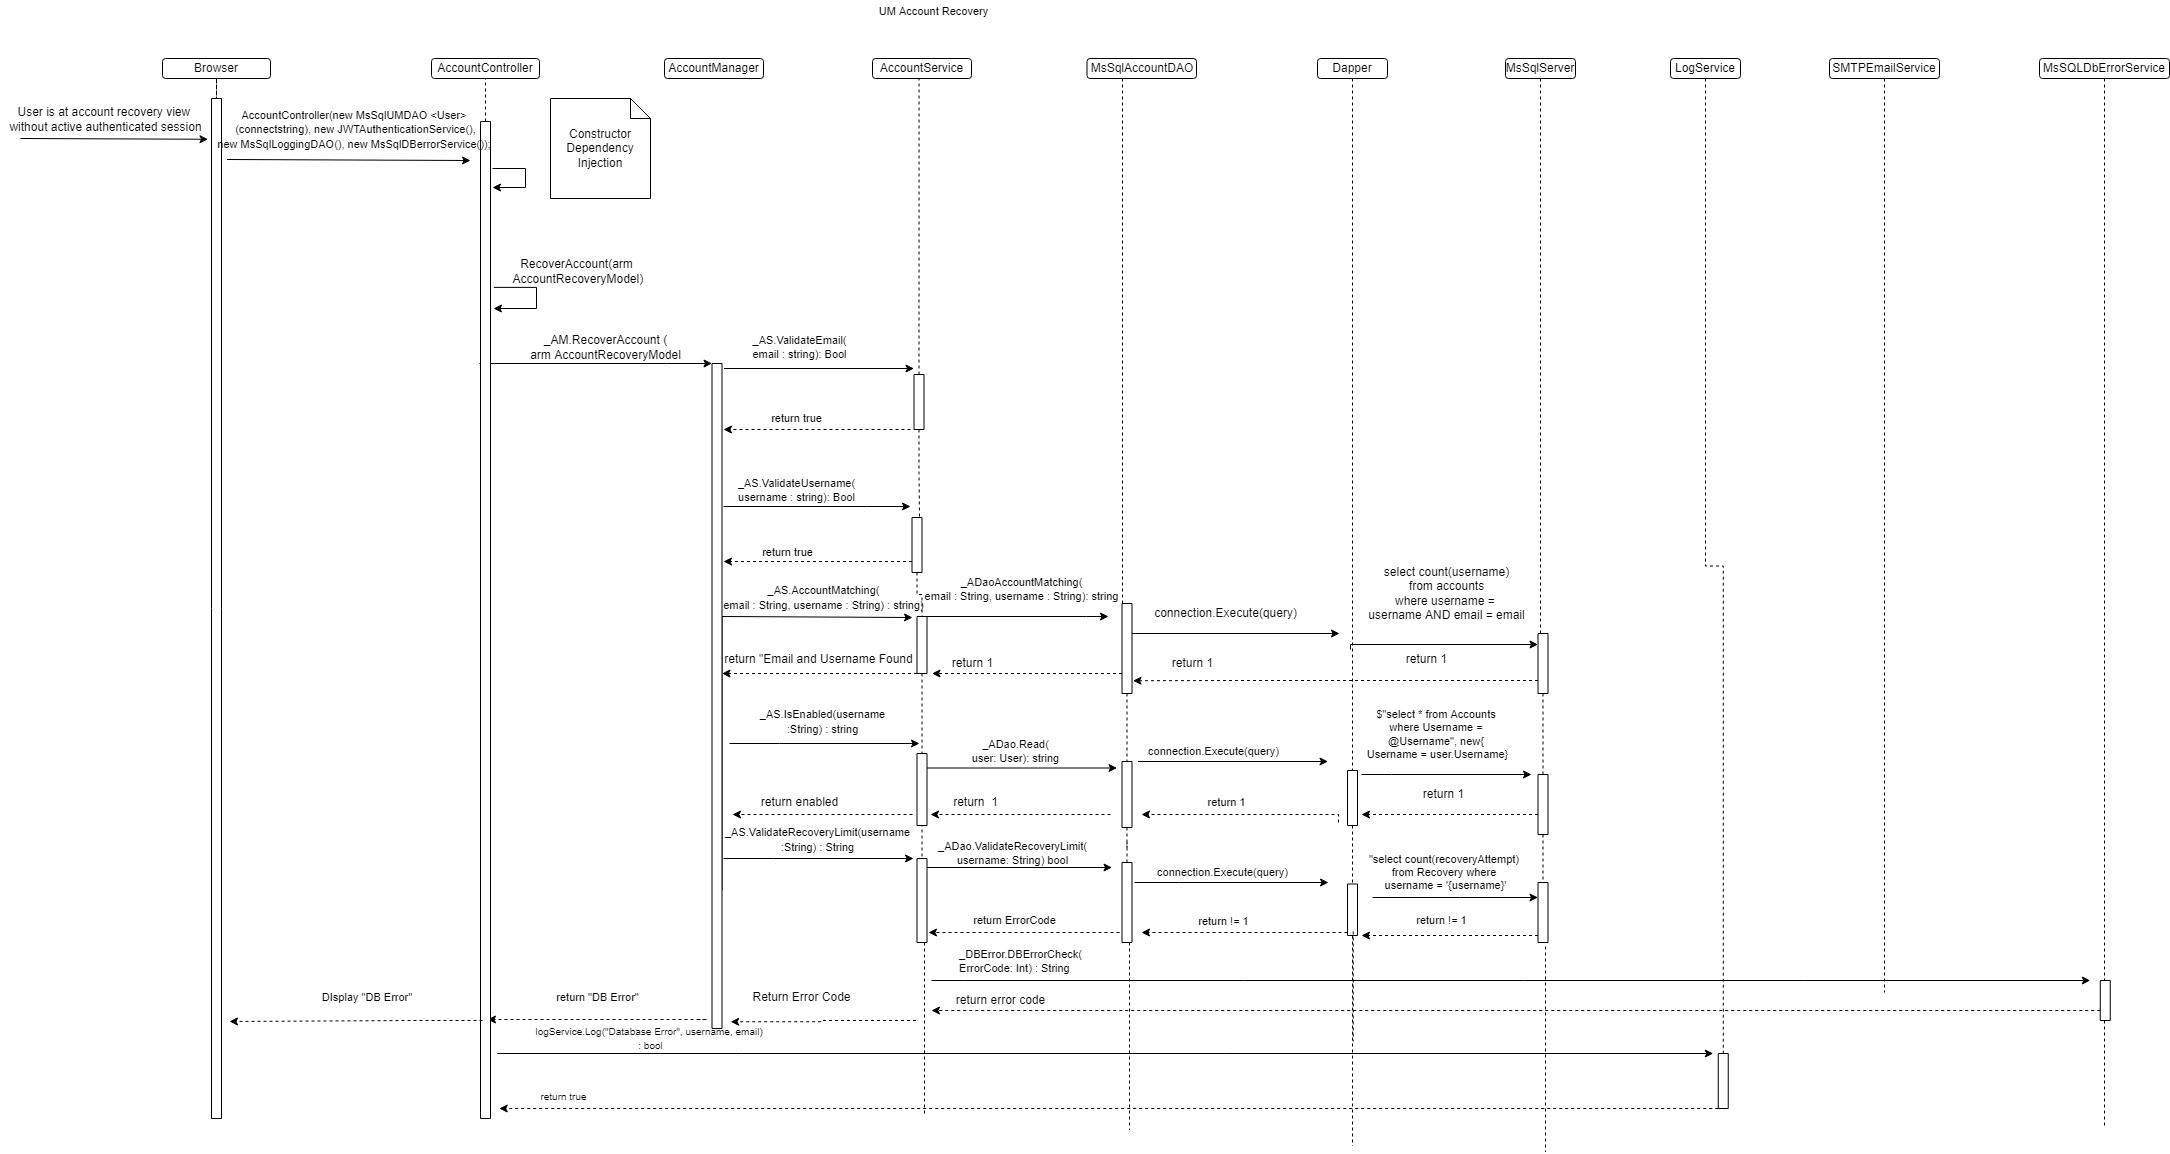 UM Account Recovery
Browser
AccountController
AccountManager
AccountService
MsSqlAccountDAO
Dapper
MsSqlServer
LogService
SMTPEmailService
MsSQLDbErrorService
User is at account recovery view
without active authenticated session
AccountController(new MsSqlUMDAO <User>
(connectstring), new JWTAuthenticationService(),
new MsSqlLoggingDAO(), new MsSqlDBerrorService());
Constructor
Dependency
Injection
RecoverAccount(arm
AccountRecoveryModel)
_AM.RecoverAccount (
arm AccountRecoveryModel
_AS.ValidateEmail(
email : string): Bool
return true
_AS.ValidateUsername(
username : string): Bool
return true
_AS.AccountMatching(
email : String, username : String) : string
_ADaoAccountMatching(
email : String, username : String): string
connection.Execute(query)
select count(username)
from accounts
where username =
username AND email = email
return "Email and Username Found
return 1
return 1
return 1
_AS.IsEnabled(username
:String) : string
_ADao.Read(
user: User): string
connection.Execute(query)
$"select * from Accounts
where Username =
@Username", new{
Username = user.Username}
return enabled
return  1
return 1
return 1
_AS.ValidateRecoveryLimit(username
:String) : String
_ADao.ValidateRecoveryLimit(
username: String) bool
connection.Execute(query)
"select count(recoveryAttempt)
from Recovery where
username = '{username}'
return ErrorCode
return != 1
return != 1
_DBError.DBErrorCheck(
ErrorCode: Int) : String
DIsplay "DB Error"
return "DB Error"
Return Error Code
return error code
logService.Log("Database Error", username, email)
: bool
return true